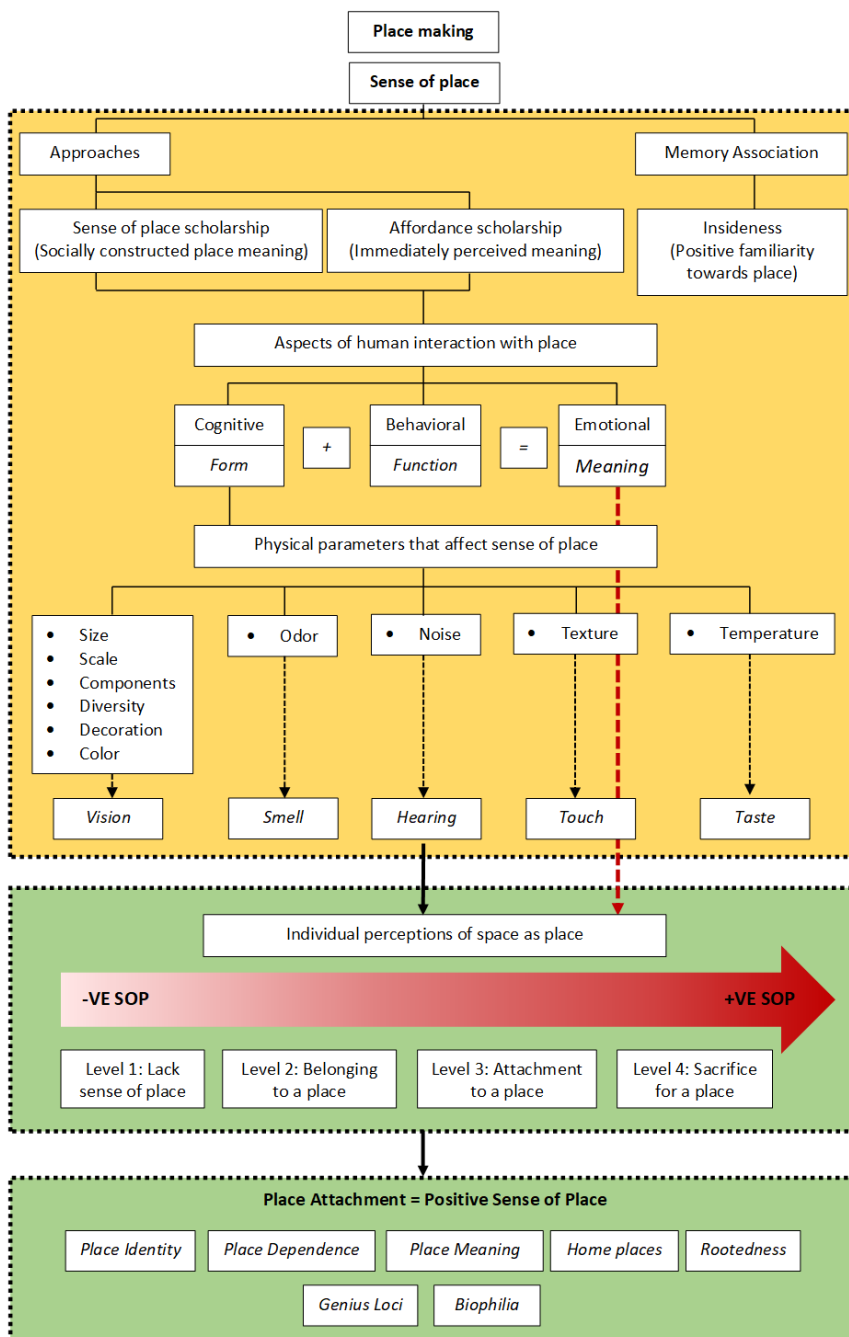 Place making
Sense of place
Approaches
Memory Association
Sense of place scholarship
(Socially constructed place meaning)
Affordance scholarship
(Immediately perceived meaning)
Insideness
(Positive familiarity
towards place)
Aspects of human interaction with place
Cognitive
Form
+
Behavioral
Function
=
Emotional
Meaning
Physical parameters that affect sense of place
• Size
• Scale
• Components
• Diversity
• Decoration
• Color
• Odor
• Noise
• Texture
• Temperature
Vision
Smell
Hearing
Touch
Taste
Individual perceptions of space as place
-VE SOP
+VE SOP
Level 1: Lack
sense of place
Level 2: Belonging
to a place
Level 3: Attachment
to a place
Level 4: Sacrifice
for a place
Place Attachment = Positive Sense of Place
Place Identity
Place Dependence
Place Meaning
Home places
Rootedness
Genius Loci
Biophilia